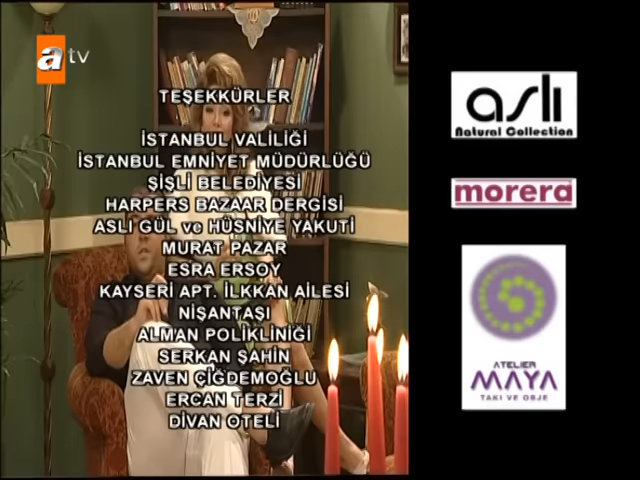 atv
TEŞEKKÜRLER
İSTANBUL VALİLİĞİ
İSTANBUL EMNİYET MÜDÜRLÜĞÜ
ŞİŞLİ BELEDİYESİ
HARPERS BAZAAR DERGİSİ
ASLI GÜL ve HÜSNİYE YAKUTİ
MURAT PAZAR
ESRA ERSOY
KAYSERİ APT. İLKKAN AİLESİ
NİŞANTAŞI
ALMAN POLİKLİNİĞİ
SERKAN ŞAHİN
ZAVEN ÇİĞDEMOĞLU
ERCAN TERZİ
DİVAN OTELİ
aslı
Natural Collection
morera
ATELIER
MAYA
TAKI VE OBJE